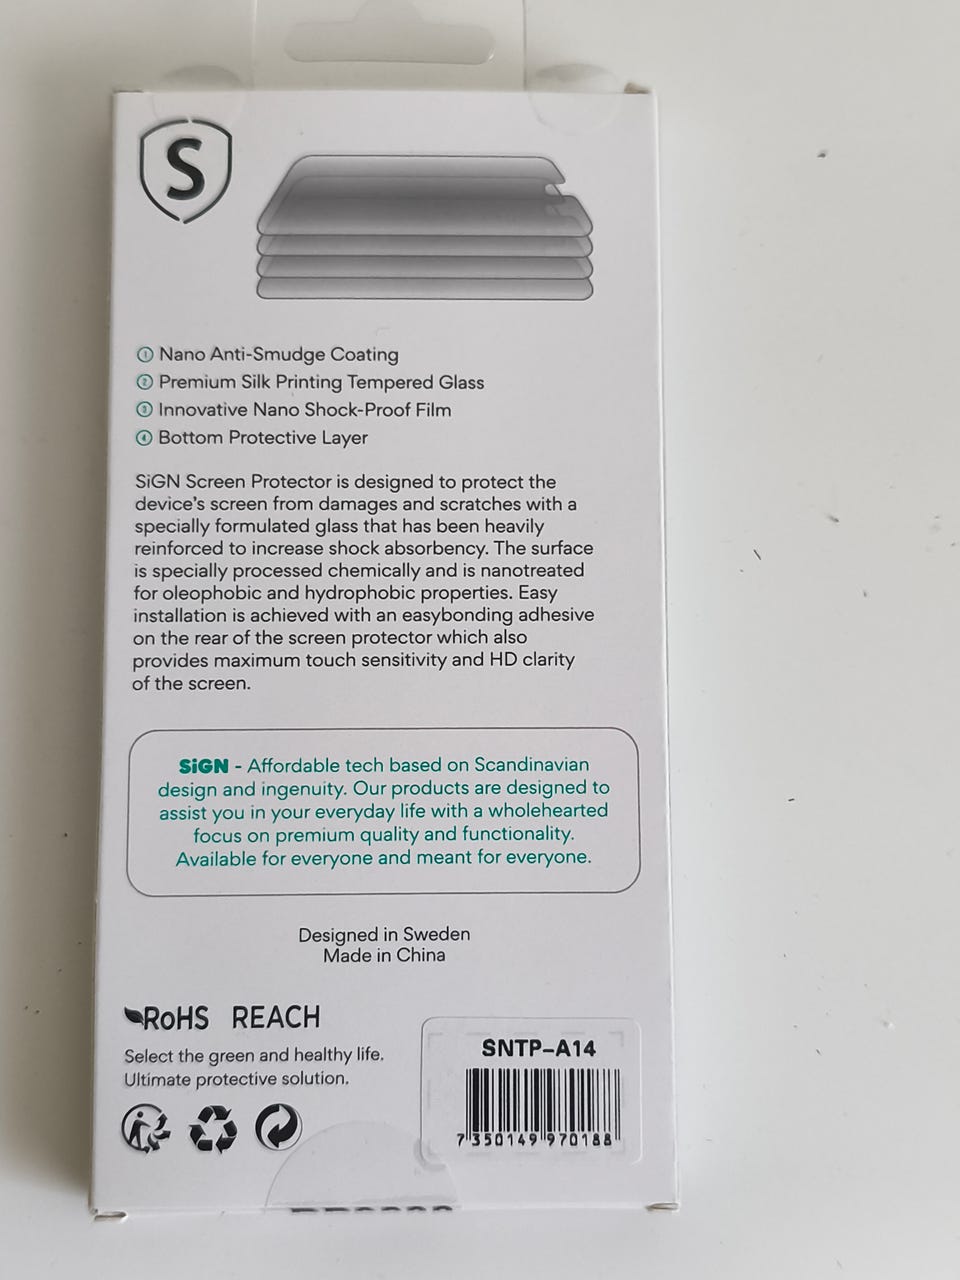 S
① Nano Anti-Smudge Coating
② Premium Silk Printing Tempered Glass
③ Innovative Nano Shock-Proof Film
④ Bottom Protective Layer
SiGN Screen Protector is designed to protect the
device's screen from damages and scratches with a
specially formulated glass that has been heavily
reinforced to increase shock absorbency. The surface
is specially processed chemically and is nanotreated
for oleophobic and hydrophobic properties. Easy
installation is achieved with an easybonding adhesive
on the rear of the screen protector which also
provides maximum touch sensitivity and HD clarity
of the screen.
SiGN - Affordable tech based on Scandinavian
design and ingenuity. Our products are designed to
assist you in your everyday life with a wholehearted
focus on premium quality and functionality.
Available for everyone and meant for everyone.
Designed in Sweden
Made in China
RoHS REACH
Select the green and healthy life.
Ultimate protective solution.
SNTP-A14
7 350149 970188